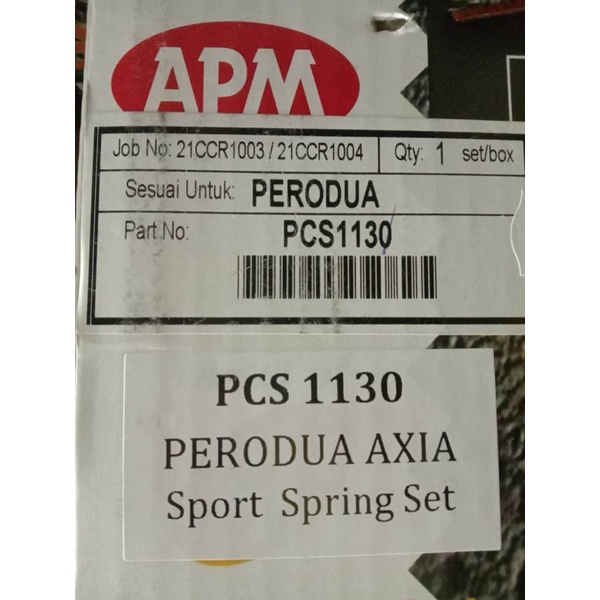 APM
Job No: 21CCR1003 / 21CCR1004 Qty: 1 set/box
Sesuai Untuk: PERODUA
Part No: PCS1130
PCS 1130
PERODUA AXIA
Sport Spring Set